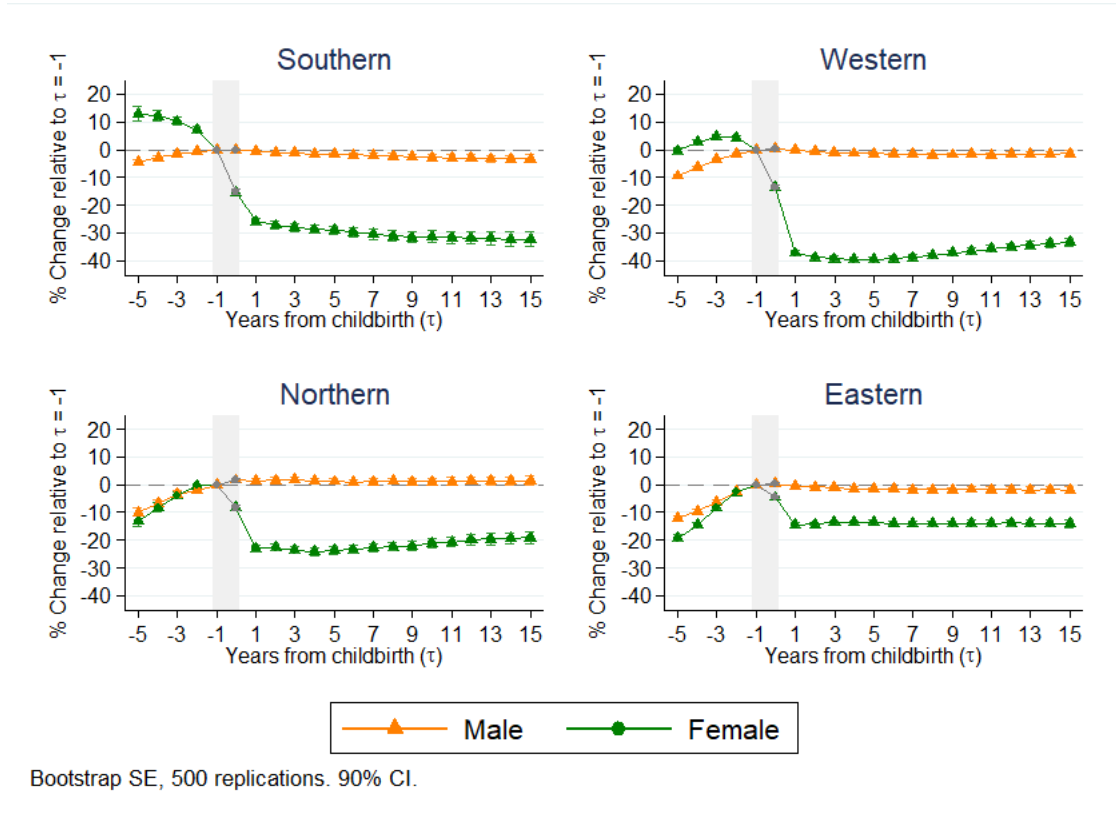 Southern
% Change relative to τ = -1
20
10
0
-10
-20
-30
-40
-5 -3 -1 1 3 5 7 9 11 13 15
Years from childbirth (τ)
Western
% Change relative to τ = -1
20
10
0
-10
-20
-30
-40
-5 -3 -1 1 3 5 7 9 11 13 15
Years from childbirth (τ)
Northern
% Change relative to τ = -1
20
10
0
-10
-20
-30
-40
-5 -3 -1 1 3 5 7 9 11 13 15
Years from childbirth (τ)
Eastern
% Change relative to τ = -1
20
10
0
-10
-20
-30
-40
-5 -3 -1 1 3 5 7 9 11 13 15
Years from childbirth (τ)
Male Female
Bootstrap SE, 500 replications. 90% CI.